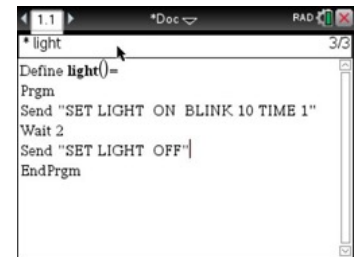 1.1 *Doc RAD
* light 3/3
Define light()=
Prgm
Send "SET LIGHT ON BLINK 10 TIME 1"
Wait 2
Send "SET LIGHT OFF"
EndPrgm